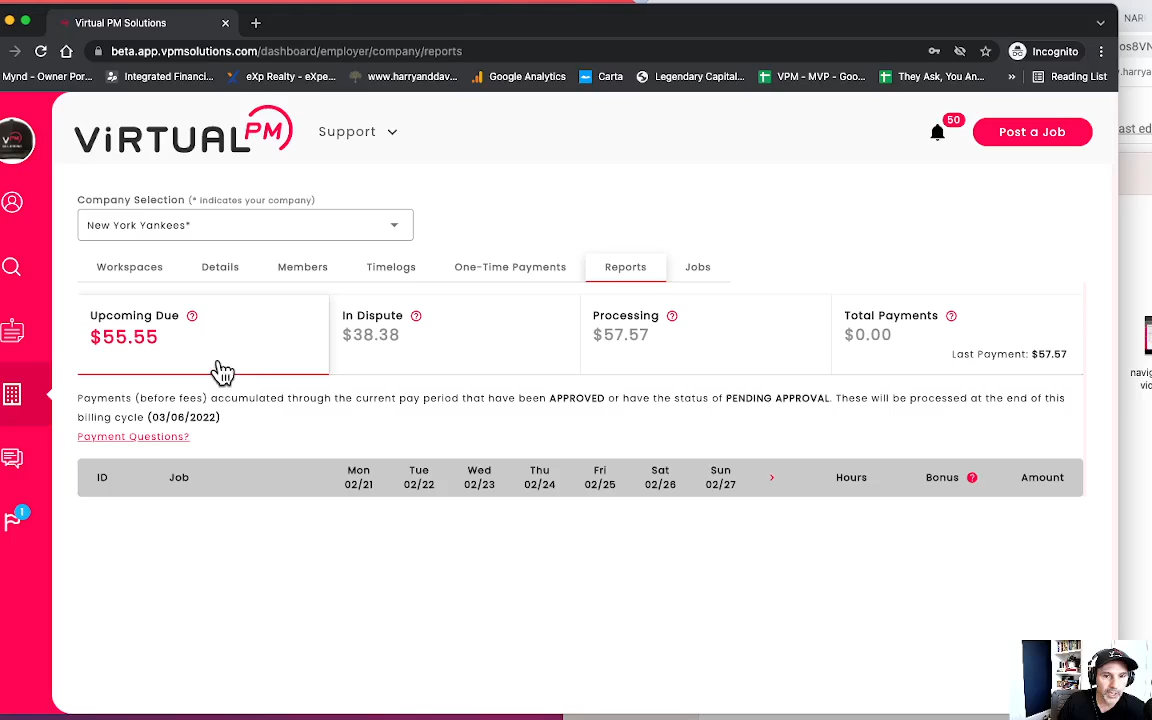 Virtual PM Solutions
NAR
beta.app.vpmsolutions.com/dashboard/employer/company/reports
Incognito
os8VN
Mynd - Owner Por...
Integrated Financi...
eXp Realty - eXpe...
www.harryanddav...
Google Analytics
Carta
Legendary Capital...
VPM - MVP - Goo...
They Ask, You An...
»
Reading List
.harrya
ViRTUAL PM
Support
50
Post a Job
ast ed
Company Selection (* indicates your company)
New York Yankees*
Workspaces
Details
Members
Timelogs
One-Time Payments
Reports
Jobs
Upcoming Due
$55.55
In Dispute
$38.38
Processing
$57.57
Total Payments
$0.00
Last Payment: $57.57
navig
vic
Payments (before fees) accumulated through the current pay period that have been APPROVED or have the status of PENDING APPROVAL. These will be processed at the end of this
billing cycle (03/06/2022)
Payment Questions?
ID
Job
Mon 02/21
Tue 02/22
Wed 02/23
Thu 02/24
Fri 02/25
Sat 02/26
Sun 02/27
Hours
Bonus
Amount
1